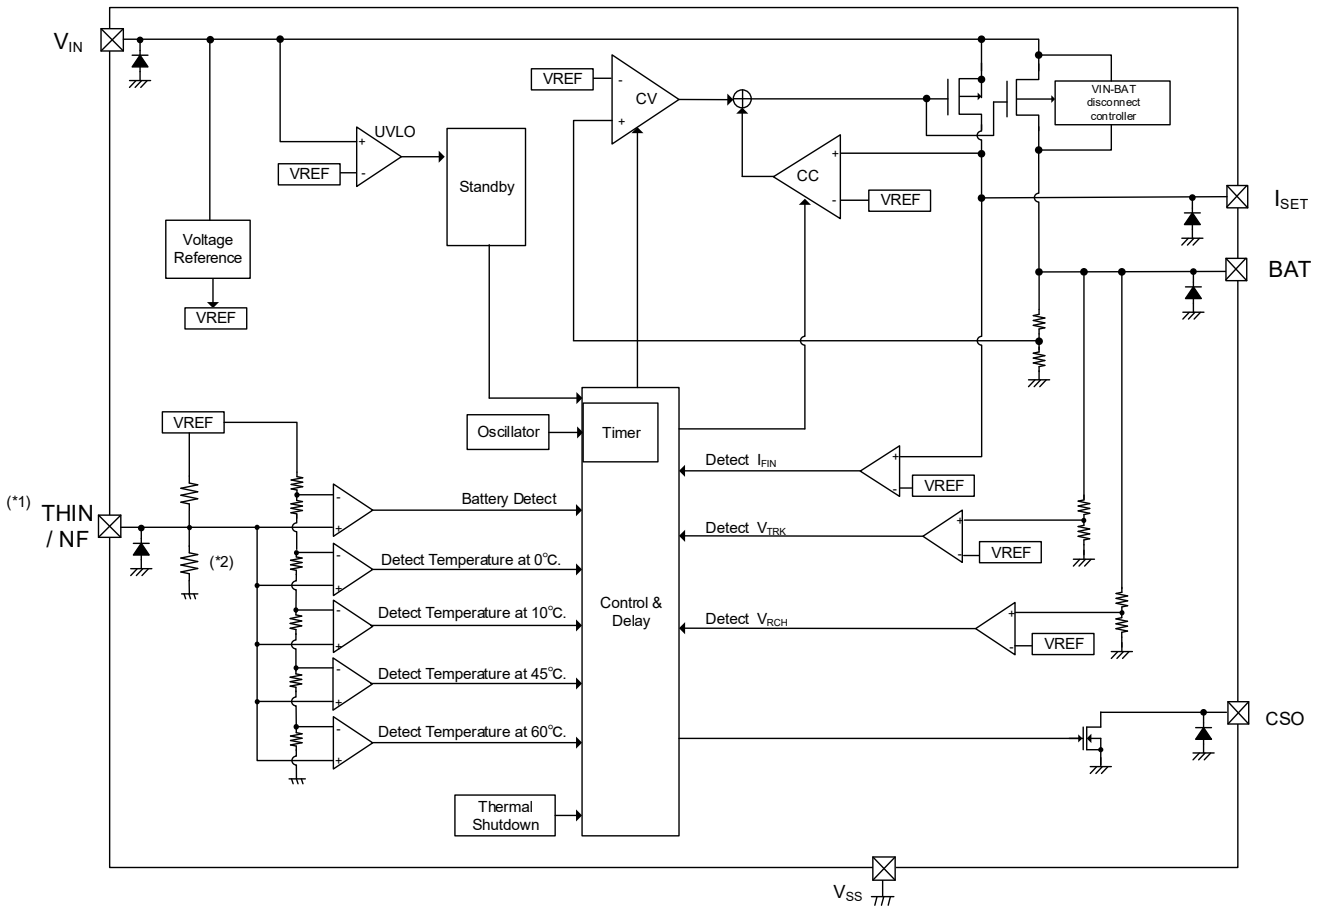 VIN
VREF
-
CV
+
VIN-BAT
disconnect
controller
UVLO
+
-
VREF
Standby
+
CC
-
VREF
ISET
Voltage
Reference
VREF
BAT
VREF
Oscillator
Timer
Detect IFIN
+
-
VREF
(*1)
THIN
/ NF
(*2)
-
+
Battery Detect
Detect VTRK
+
-
VREF
-
+
Detect Temperature at 0℃.
-
+
Detect Temperature at 10℃.
Control &
Delay
Detect VRCH
+
-
VREF
-
+
Detect Temperature at 45℃.
-
+
Detect Temperature at 60℃.
CSO
Thermal
Shutdown
VSS